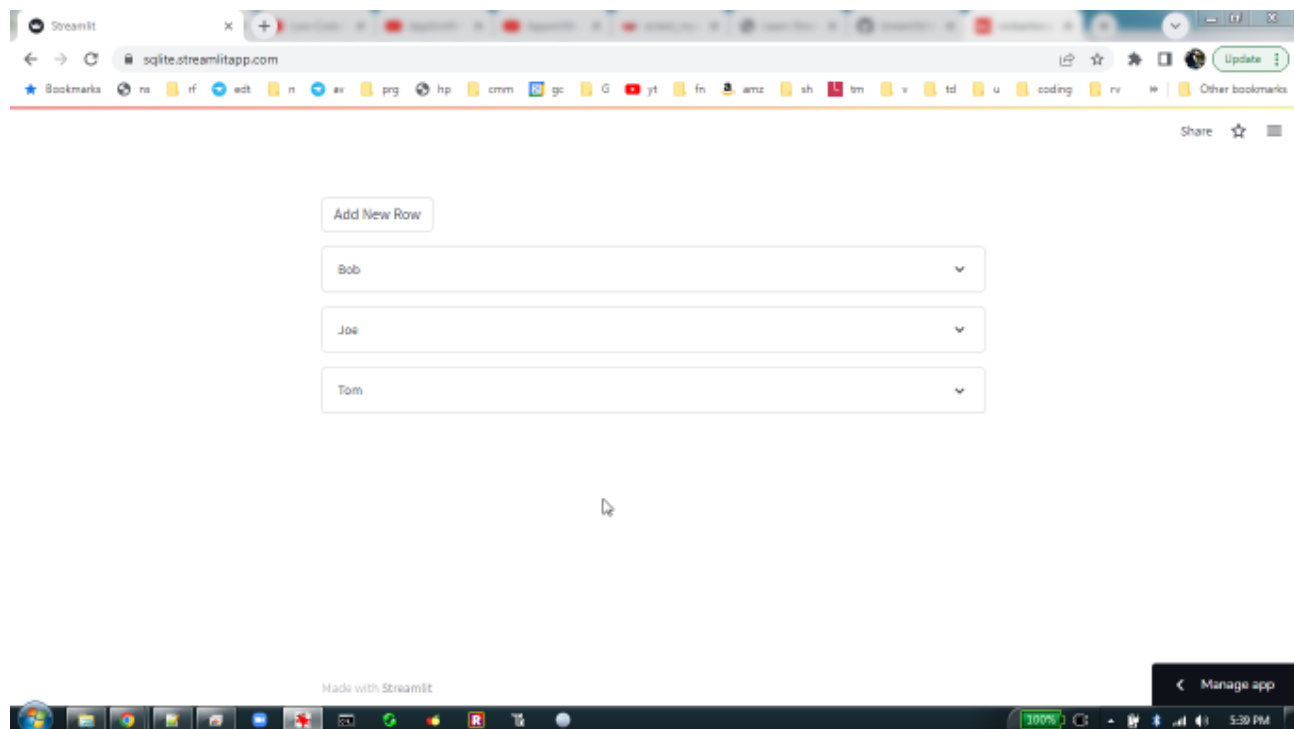 Streamlit
sqlite.streamlitapp.com
Update
Bookmarks ns rf edt n av prg hp cmm gc G yt fn amz sh tm v td u coding rv Other bookmarks
Share
Add New Row
Bob
Joe
Tom
Made with Streamlit
Manage app
100%
5:39 PM